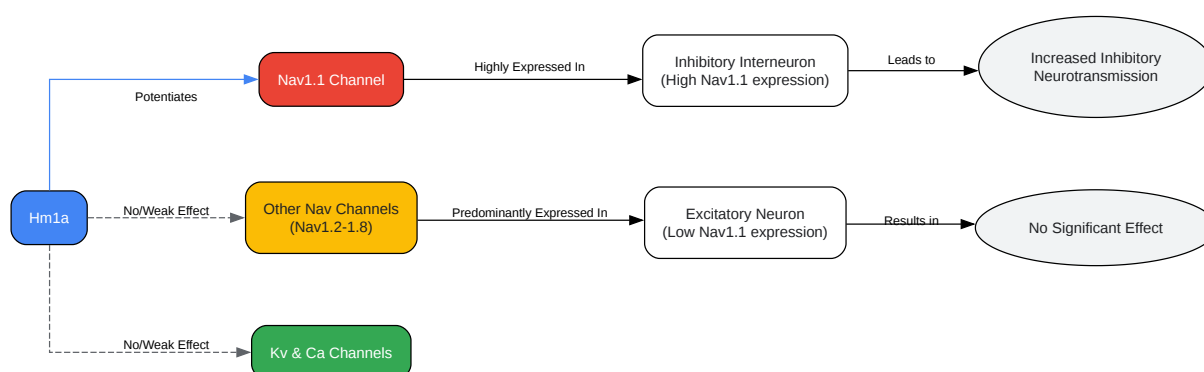 Hm1a
Potentiates
Nav1.1 Channel
Highly Expressed In
Inhibitory Interneuron
(High Nav1.1 expression)
Leads to
Increased Inhibitory
Neurotransmission
No/Weak Effect
Other Nav Channels
(Nav1.2-1.8)
Predominantly Expressed In
Excitatory Neuron
(Low Nav1.1 expression)
Results in
No Significant Effect
No/Weak Effect
Kv & Ca Channels